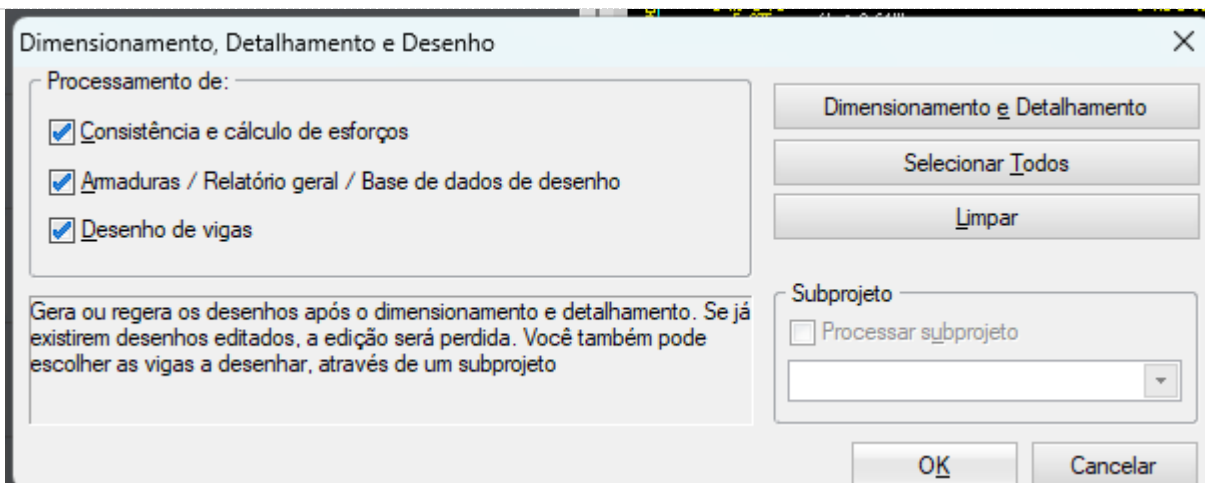 Dimensionamento, Detalhamento e Desenho
Processamento de:
Consistência e cálculo de esforços
Armaduras / Relatório geral / Base de dados de desenho
Desenho de vigas
Gera ou regera os desenhos após o dimensionamento e detalhamento. Se já
existirem desenhos editados, a edição será perdida. Você também pode
escolher as vigas a desenhar, através de um subprojeto
Dimensionamento e Detalhamento
Selecionar Todos
Limpar
Subprojeto
Processar subprojeto
OK
Cancelar